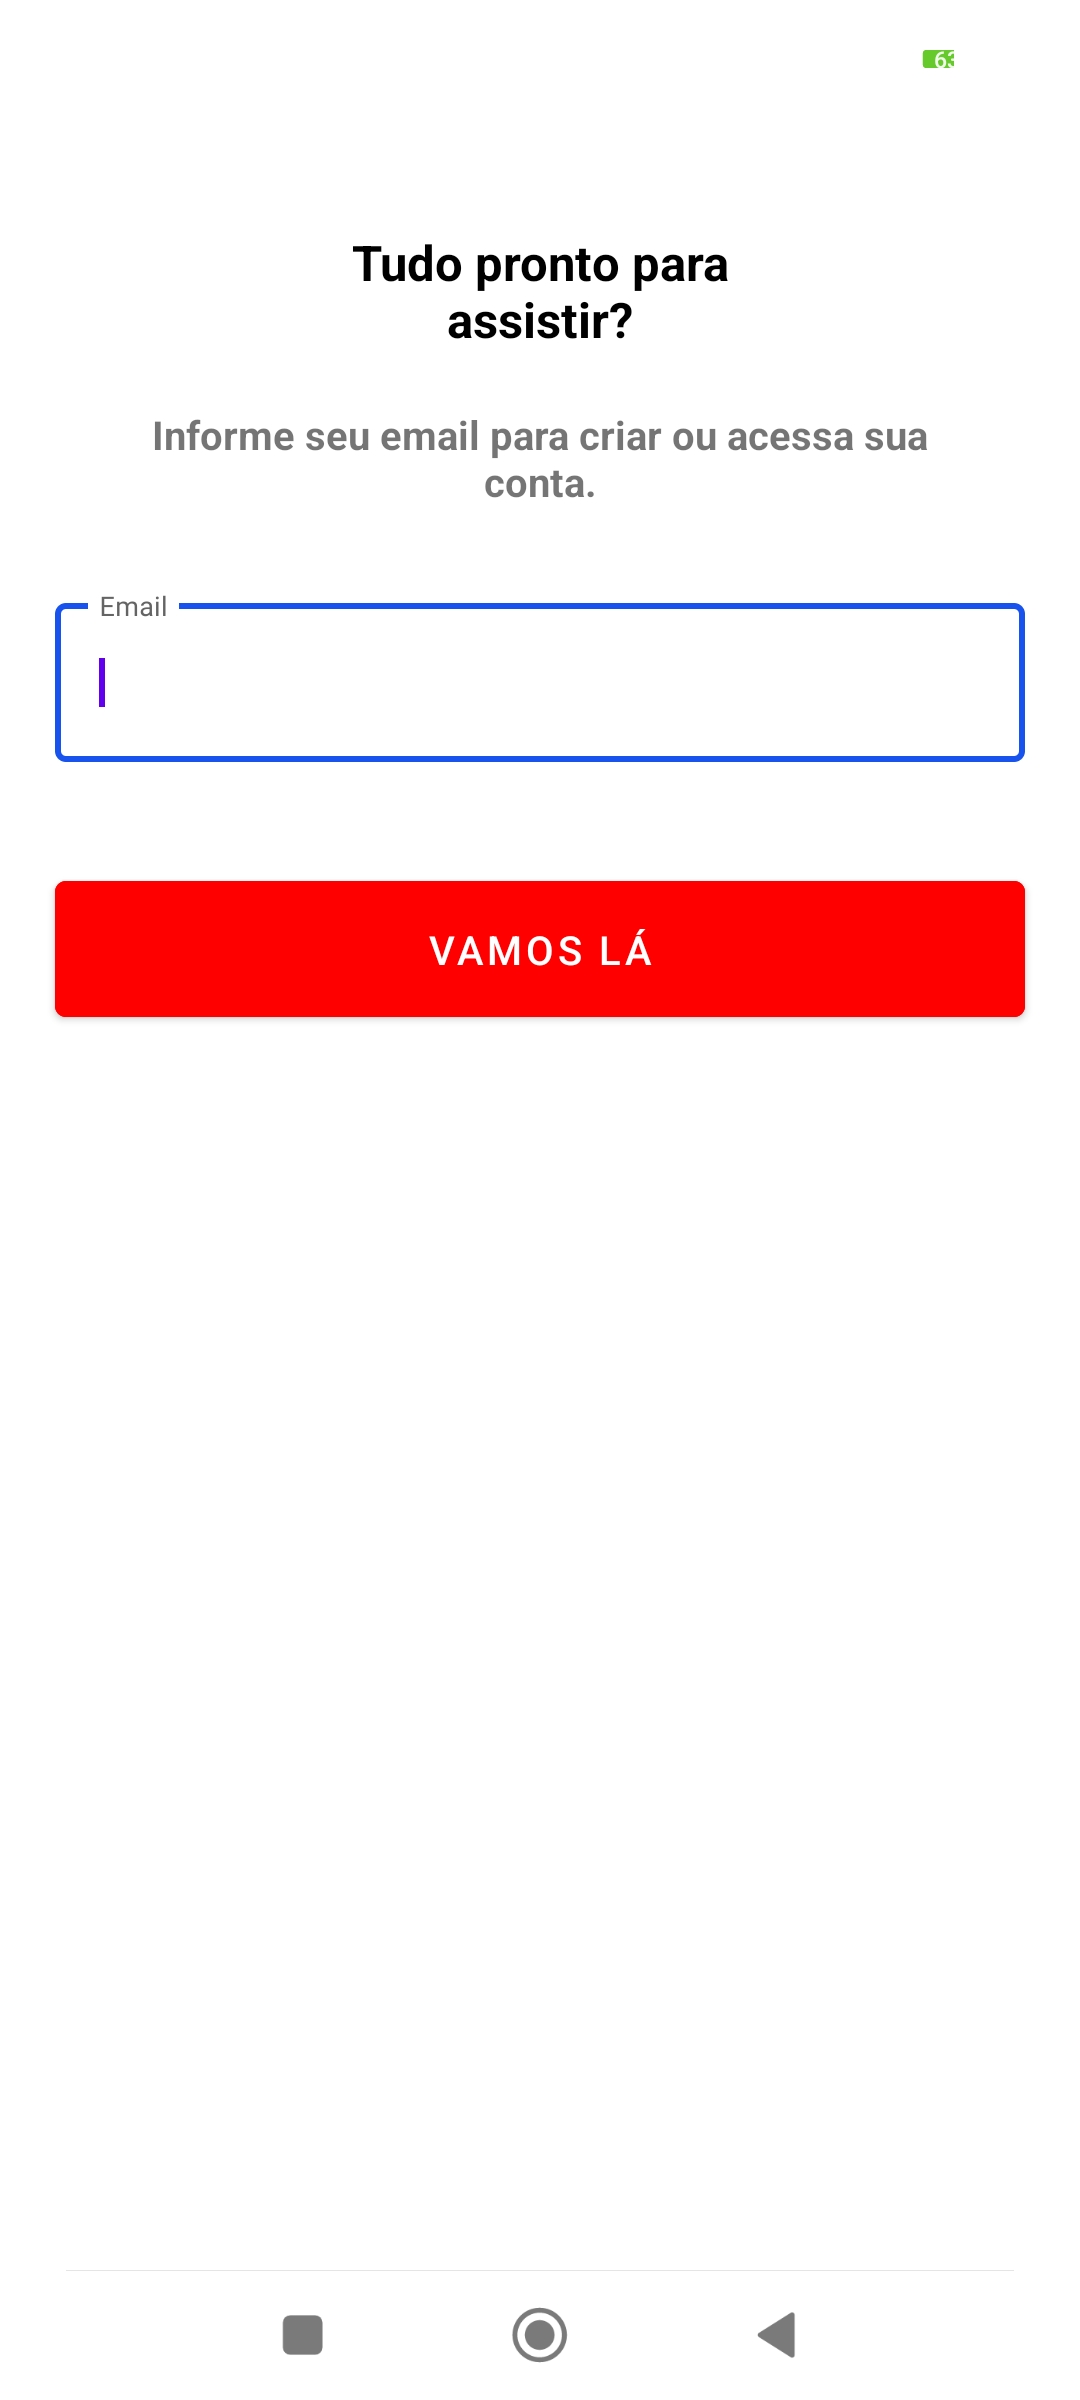 63
Tudo pronto para
assistir?
Informe seu email para criar ou acessa sua
conta.
Email
VAMOS LÁ